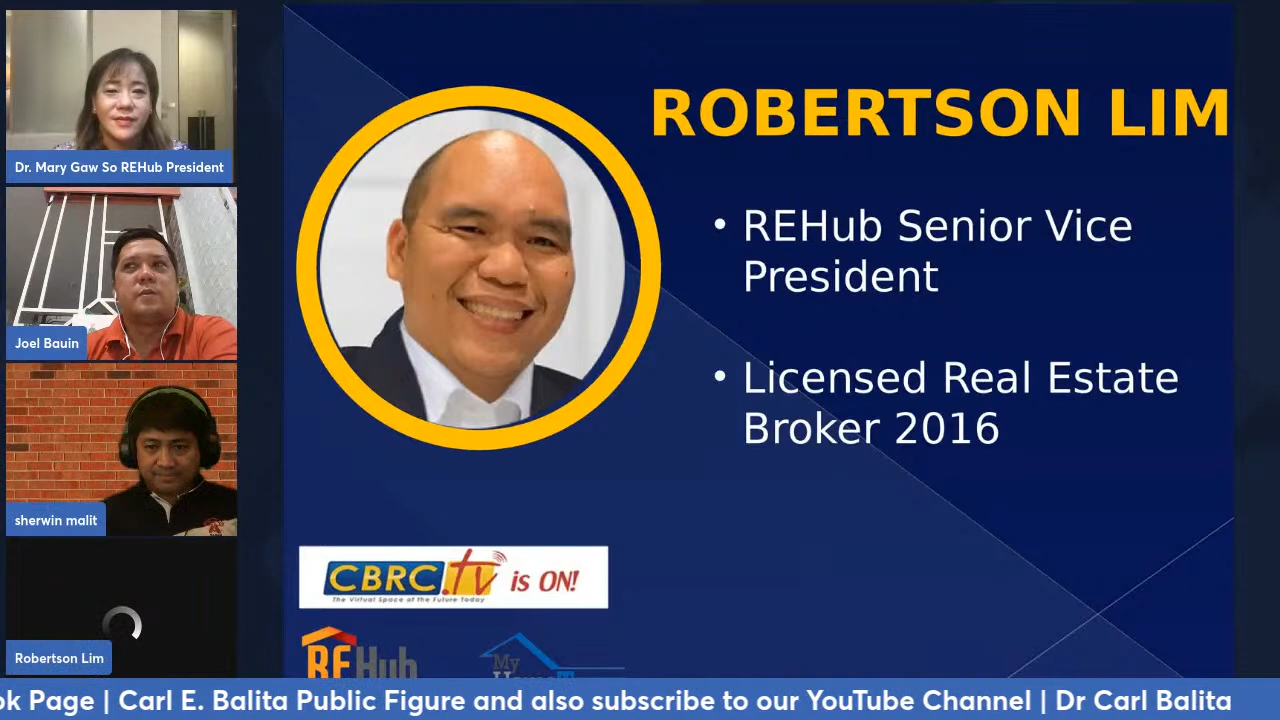 Dr. Mary Gaw So REHub President
Joel Bauin
sherwin malit
Robertson Lim
ROBERTSON LIM
• REHub Senior Vice
President
• Licensed Real Estate
Broker 2016
CBRC.tv is ON!
The Virtual Space of the Future Today
REHub
My
ok Page | Carl E. Balita Public Figure and also subscribe to our YouTube Channel | Dr Carl Balita